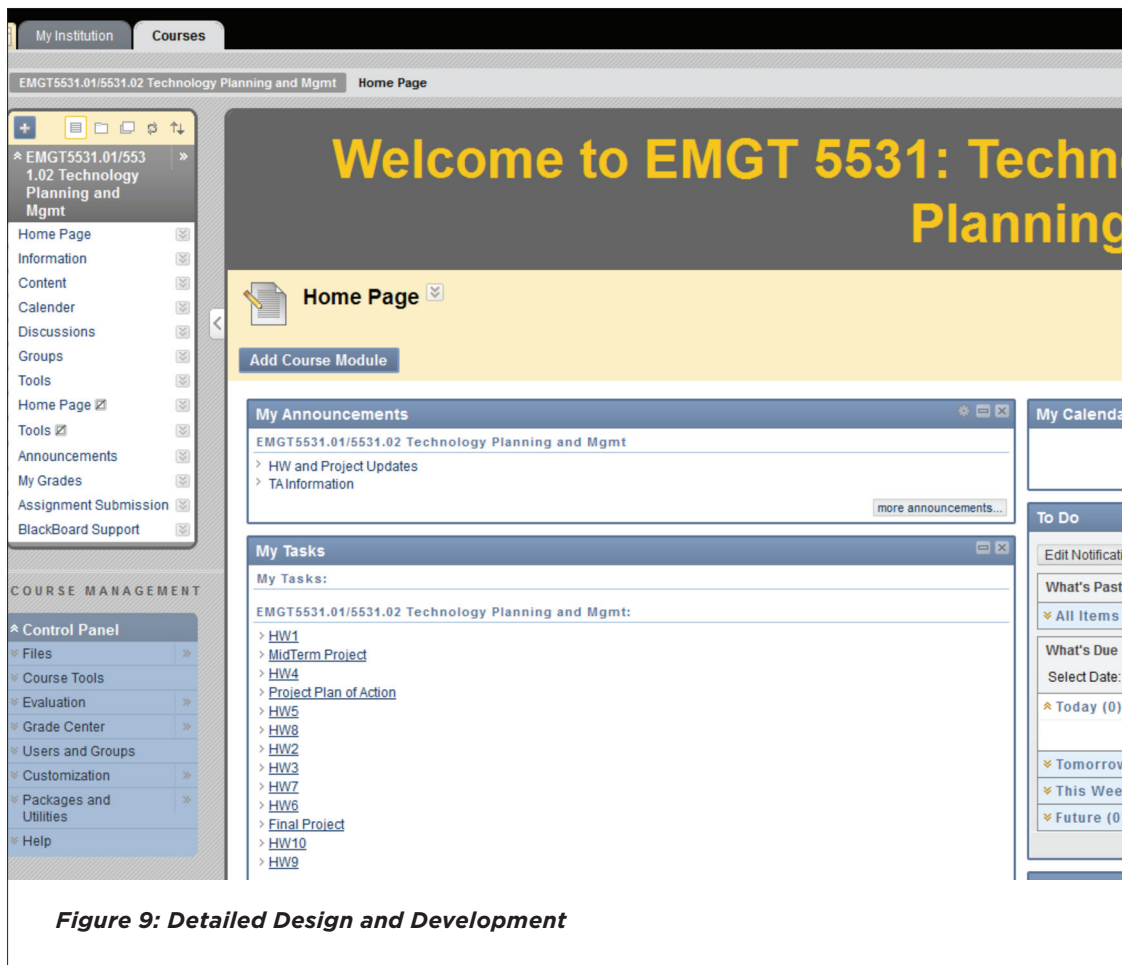 My Institution
Courses
EMGT5531.01/5531.02 Technology Planning and Mgmt
Home Page
EMGT5531.01/553
1.02 Technology
Planning and
Mgmt
Home Page
Information
Content
Calender
Discussions
Groups
Tools
Home Page
Tools
Announcements
My Grades
Assignment Submission
BlackBoard Support
COURSE MANAGEMENT
Control Panel
Files
Course Tools
Evaluation
Grade Center
Users and Groups
Customization
Packages and
Utilities
Help
Welcome to EMGT 5531: Techno
Planning
Home Page
Add Course Module
My Announcements
EMGT5531.01/5531.02 Technology Planning and Mgmt
HW and Project Updates
TA Information
more announcements...
My Tasks
My Tasks:
EMGT5531.01/5531.02 Technology Planning and Mgmt:
HW1
MidTerm Project
HW4
Project Plan of Action
HW5
HW8
HW2
HW3
HW7
HW6
Final Project
HW10
HW9
My Calenda
To Do
Edit Notificati
What's Past
All Items
What's Due
Select Date:
Today (0)
Tomorrow
This Wee
Future (0
Figure 9: Detailed Design and Development